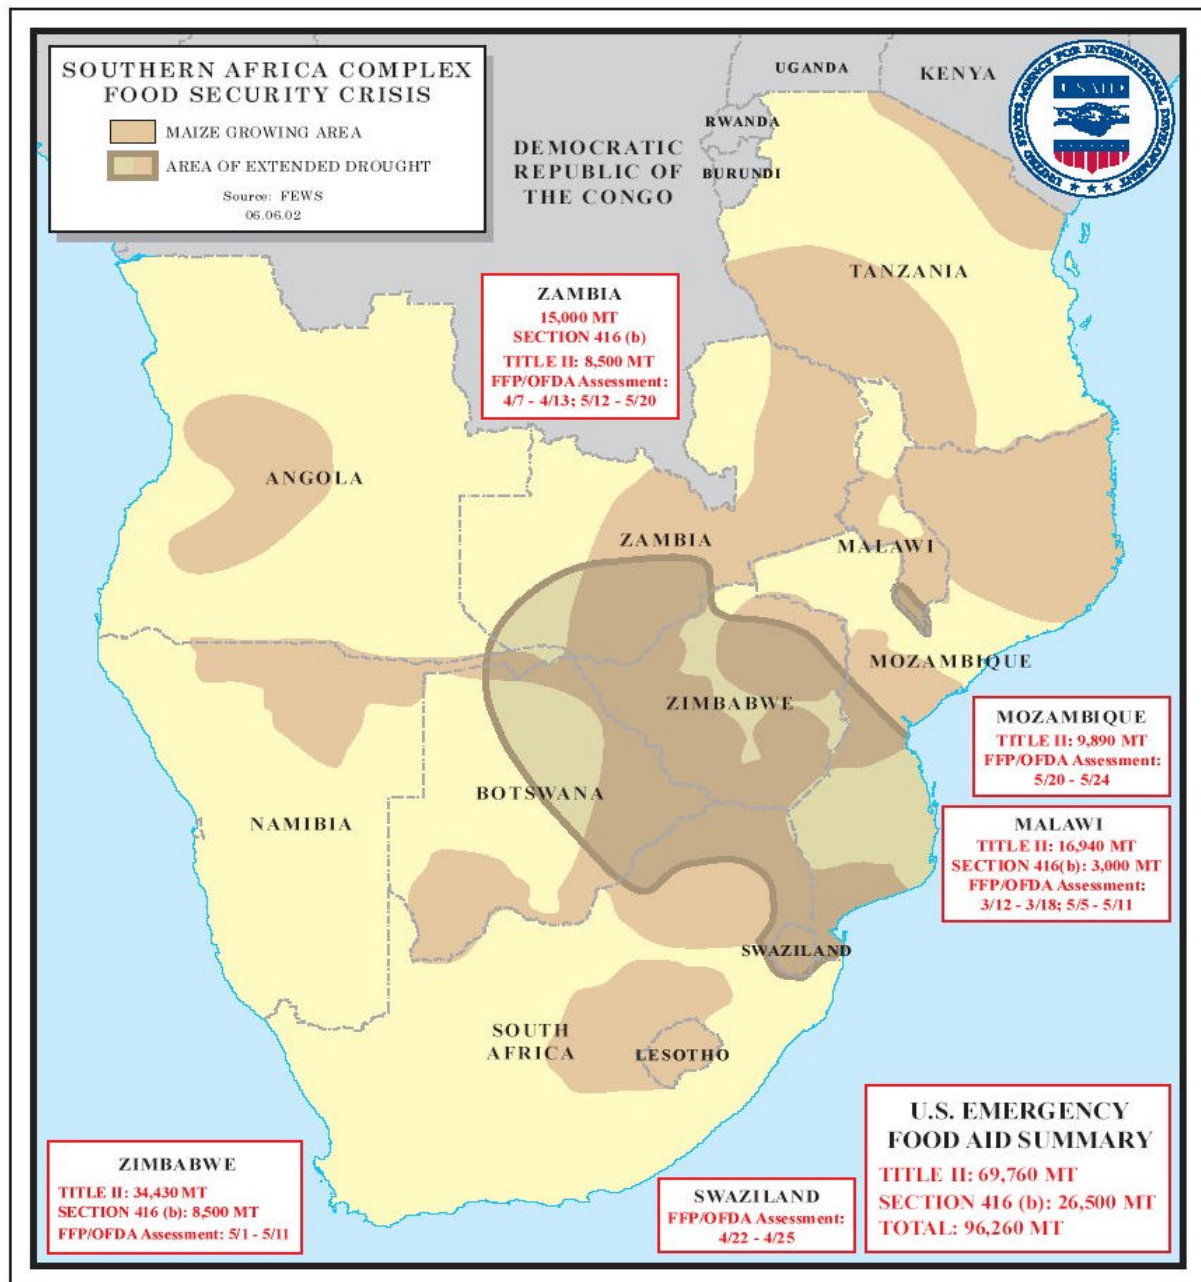 SOUTHERN AFRICA COMPLEX
FOOD SECURITY CRISIS
MAIZE GROWING AREA
AREA OF EXTENDED DROUGHT
Source: FEWS
06.06.02
UGANDA
KENYA
UNITED STATES AGENCY FOR INTERNATIONAL DEVELOPMENT
USAID
RWANDA
BURUNDI
DEMOCRATIC
REPUBLIC OF
THE CONGO
TANZANIA
ZAMBIA
15,000 MT
SECTION 416 (b)
TITLE II: 8,500 MT
FFP/OFDA Assessment:
4/7 - 4/13; 5/12 - 5/20
ANGOLA
ZAMBIA
MALAWI
MOZAMBIQUE
ZIMBABWE
MOZAMBIQUE
TITLE II: 9,890 MT
FFP/OFDA Assessment:
5/20 - 5/24
BOTSWANA
NAMIBIA
MALAWI
TITLE II: 16,940 MT
SECTION 416(b): 3,000 MT
FFP/OFDA Assessment:
3/12 - 3/18; 5/5 - 5/11
SWAZILAND
SOUTH
AFRICA
LESOTHO
U.S. EMERGENCY
FOOD AID SUMMARY
TITLE II: 69,760 MT
SECTION 416 (b): 26,500 MT
TOTAL: 96,260 MT
ZIMBABWE
TITLE II: 34,430 MT
SECTION 416 (b): 8,500 MT
FFP/OFDA Assessment: 5/1 - 5/11
SWAZILAND
FFP/OFDA Assessment:
4/22 - 4/25